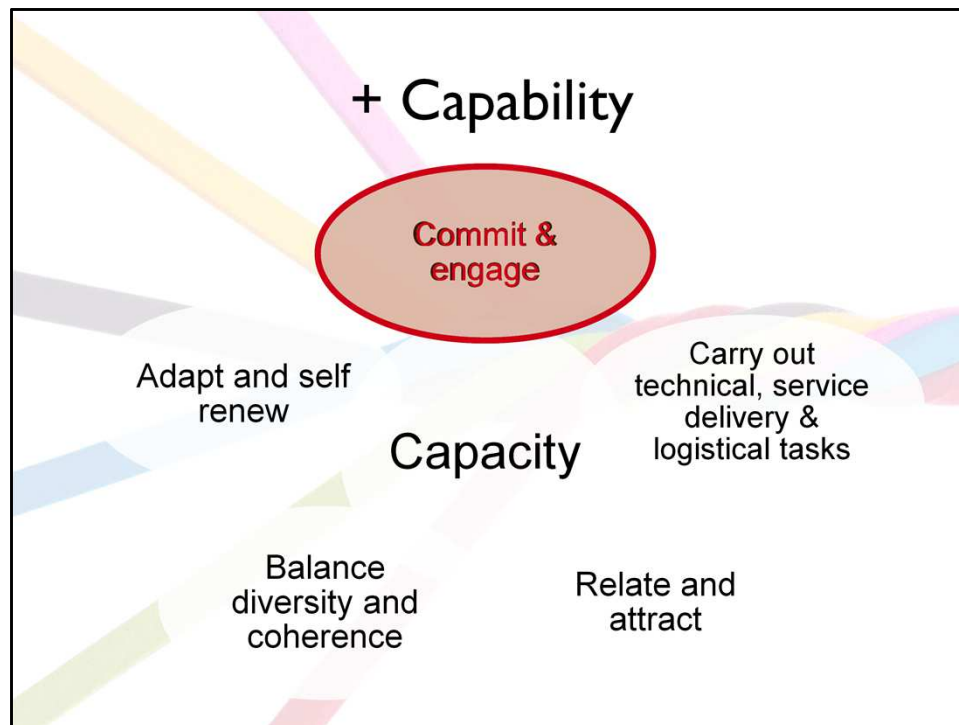 + Capability
Commit &
engage
Adapt and self
renew
Carry out
technical, service
delivery &
logistical tasks
Capacity
Balance
diversity and
coherence
Relate and
attract